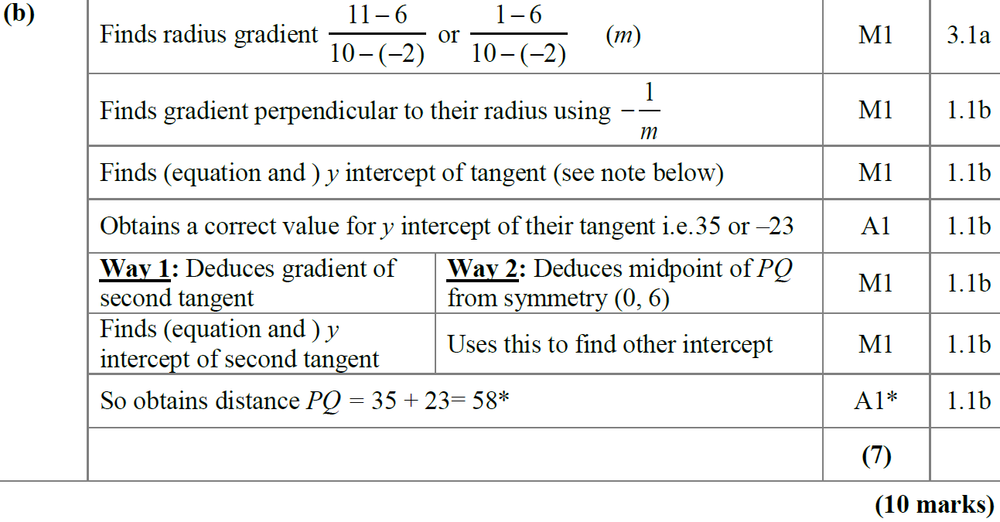 (b)
Finds radius gradient (11 – 6)/(10 – (–2)) or (1 – 6)/(10 – (–2)) (m) M1 3.1a
Finds gradient perpendicular to their radius using –1/m M1 1.1b
Finds (equation and ) y intercept of tangent (see note below) M1 1.1b
Obtains a correct value for y intercept of their tangent i.e.35 or –23 A1 1.1b
Way 1: Deduces gradient of
second tangent
Way 2: Deduces midpoint of PQ
from symmetry (0, 6)
M1 1.1b
Finds (equation and ) y
intercept of second tangent
Uses this to find other intercept
M1 1.1b
So obtains distance PQ = 35 + 23= 58* A1* 1.1b
(7)
(10 marks)